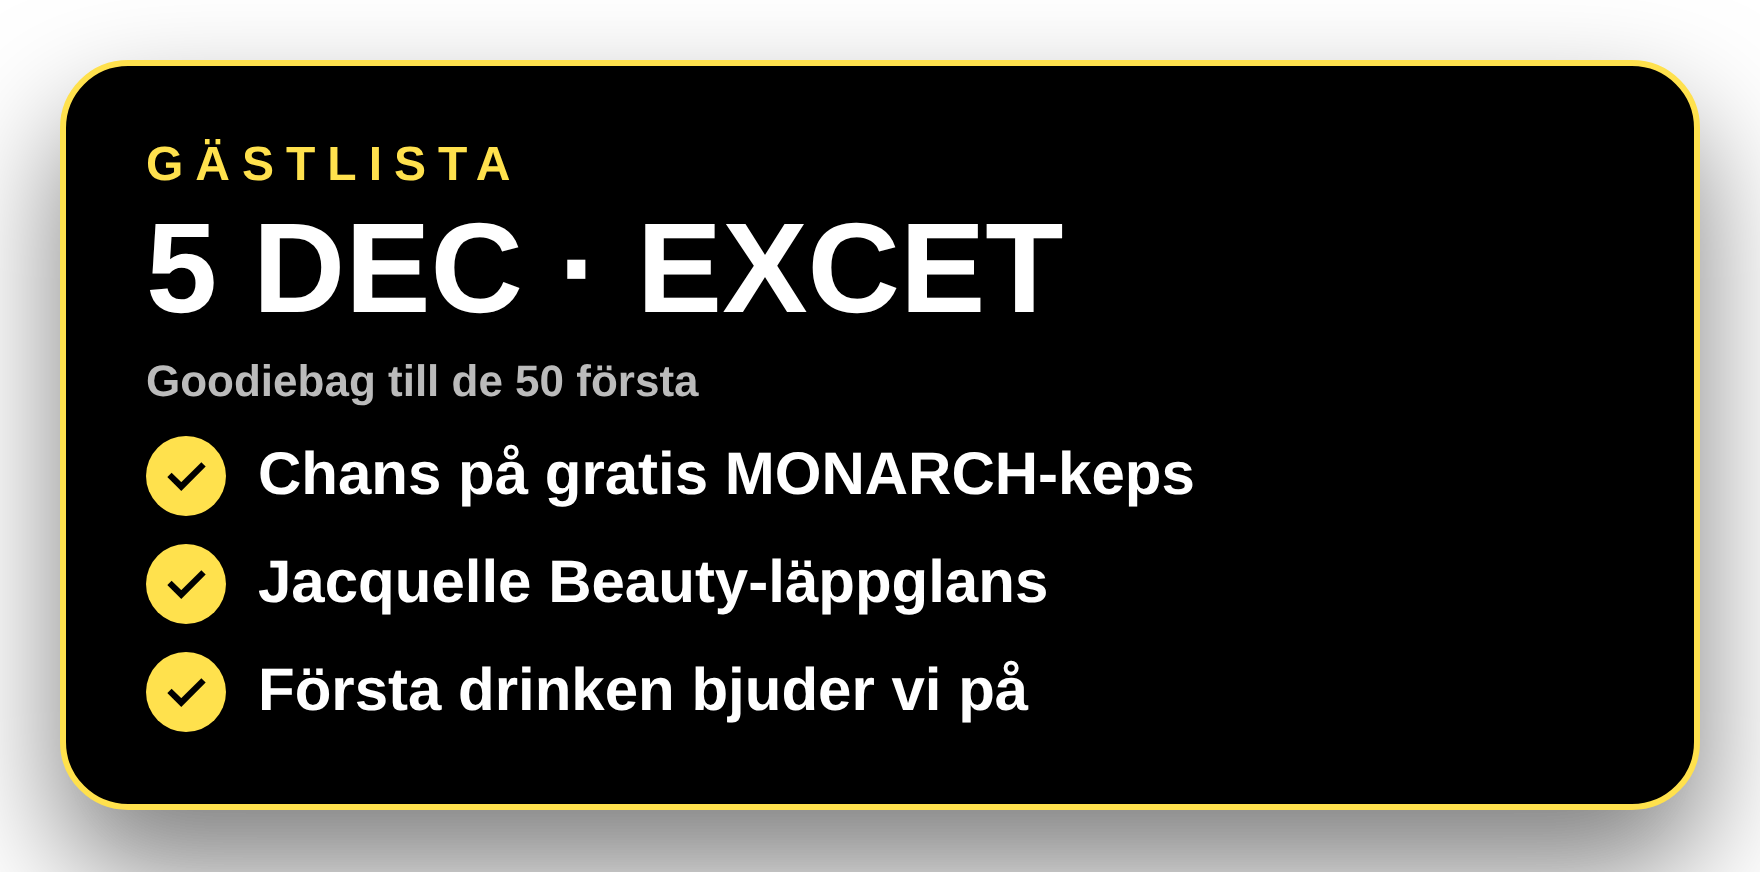 GÄSTLISTA
5 DEC · EXCET
Goodiebag till de 50 första
Chans på gratis MONARCH-keps
Jacquelle Beauty-läppglans
Första drinken bjuder vi på